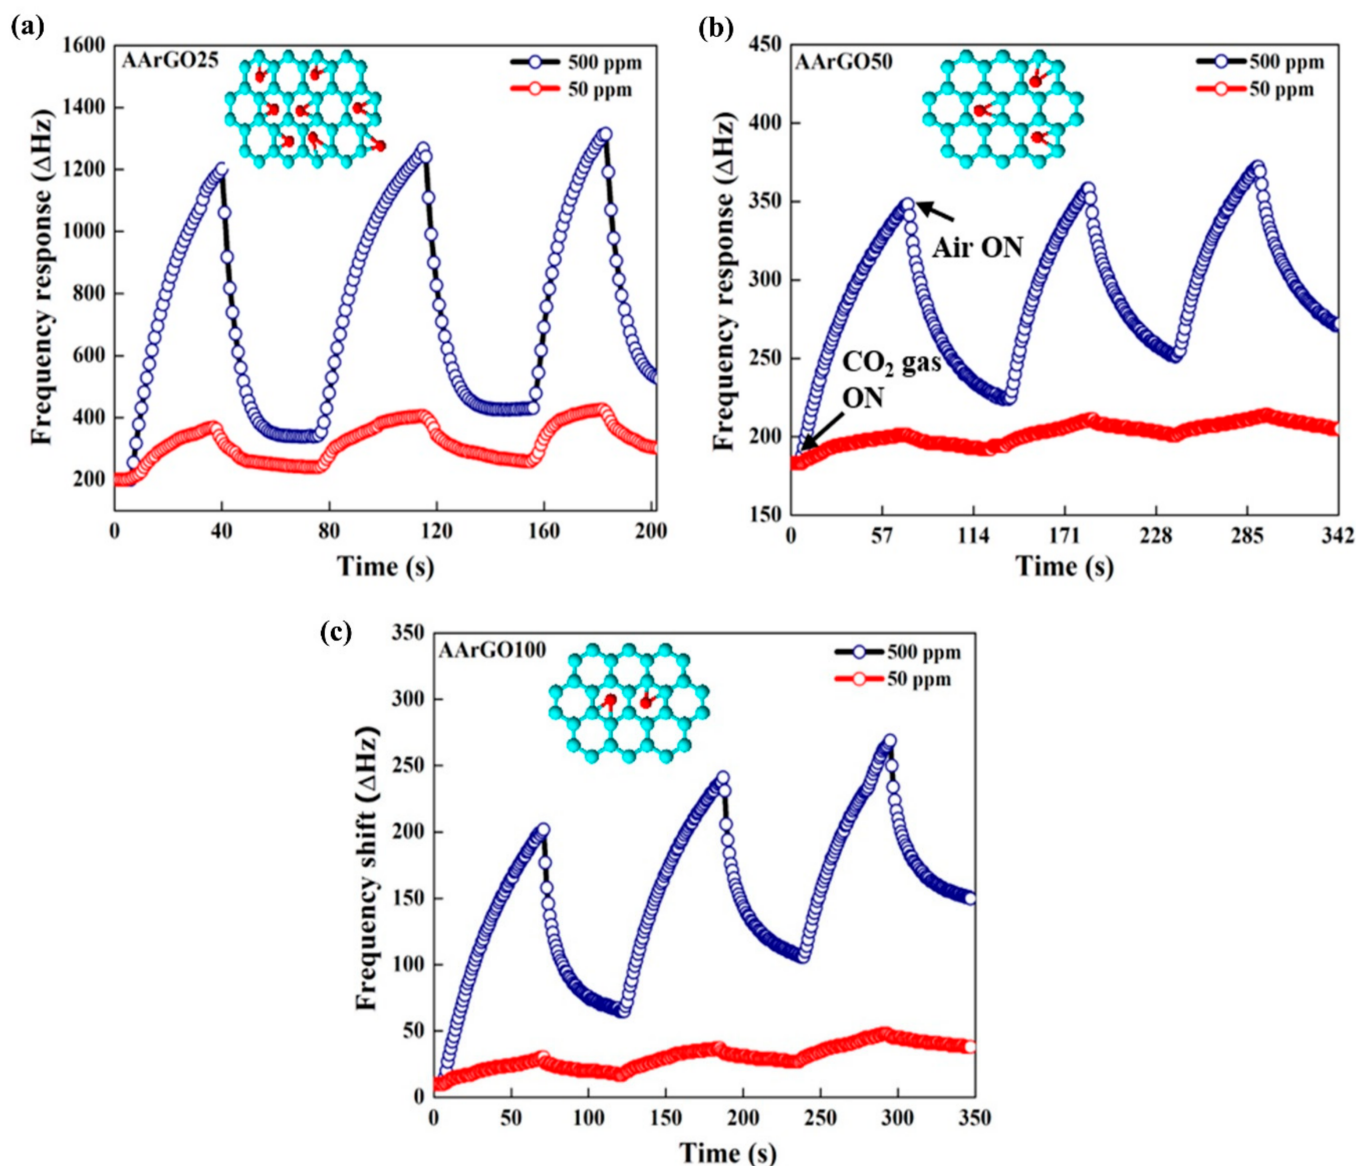 (a)
AArGO25
500 ppm
50 ppm
1600
1400
1200
1000
800
600
400
200
Frequency response (ΔHz)
0
40
80
120
160
200
Time (s)
(b)
AArGO50
500 ppm
50 ppm
450
400
350
300
250
200
150
Frequency response (ΔHz)
Air ON
CO₂ gas
ON
0
57
114
171
228
285
342
Time (s)
(c)
AArGO100
500 ppm
50 ppm
350
300
250
200
150
100
50
0
Frequency shift (ΔHz)
0
50
100
150
200
250
300
350
Time (s)